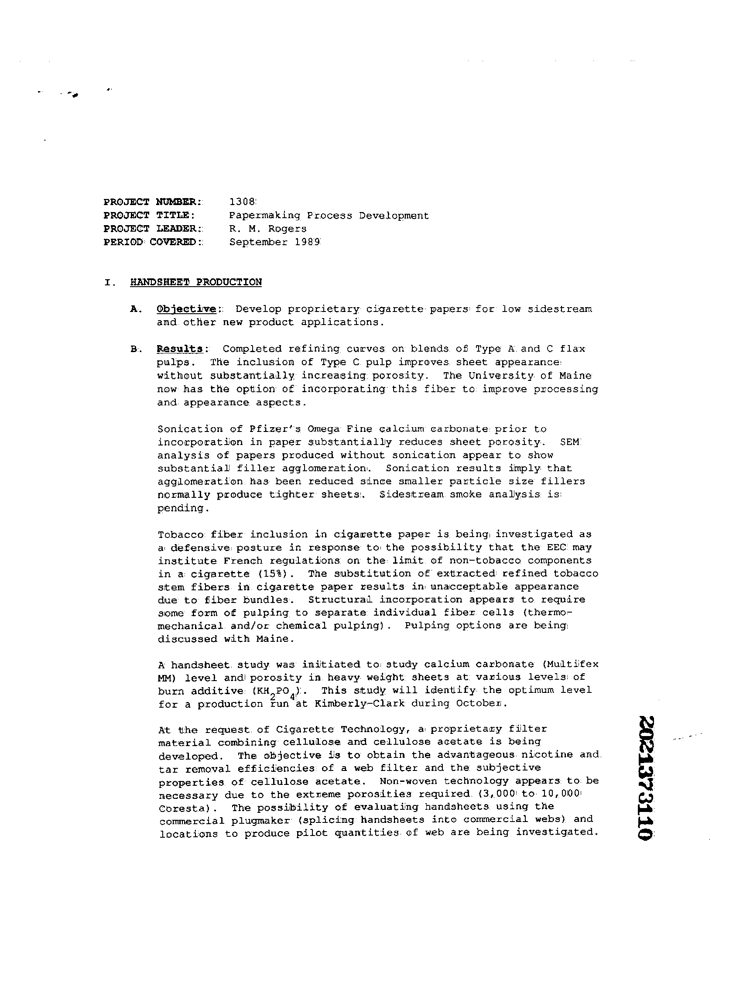 PROJECT NUMBER: 1308
PROJECT TITLE: Papermaking Process Development
PROJECT LEADER: R. M. Rogers
PERIOD COVERED: September 1989
I. HANDSHEET PRODUCTION
A. Objective: Develop proprietary cigarette papers for low sidestream
and other new product applications.
B. Results: Completed refining curves on blends of Type A and C flax
pulps. The inclusion of Type C pulp improves sheet appearance
without substantially increasing porosity. The University of Maine
now has the option of incorporating this fiber to improve processing
and appearance aspects.
Sonication of Pfizer's Omega Fine calcium carbonate prior to
incorporation in paper substantially reduces sheet porosity. SEM
analysis of papers produced without sonication appear to show
substantial filler agglomeration. Sonication results imply that
agglomeration has been reduced since smaller particle size fillers
normally produce tighter sheets. Sidestream smoke analysis is
pending.
Tobacco fiber inclusion in cigarette paper is being investigated as
a defensive posture in response to the possibility that the EEC may
institute French regulations on the limit of non-tobacco components
in a cigarette (15%). The substitution of extracted refined tobacco
stem fibers in cigarette paper results in unacceptable appearance
due to fiber bundles. Structural incorporation appears to require
some form of pulping to separate individual fiber cells (thermo-
mechanical and/or chemical pulping). Pulping options are being
discussed with Maine.
A handsheet study was initiated to study calcium carbonate (Multifex
MM) level and porosity in heavy weight sheets at various levels of
burn additive (KH2PO4). This study will identify the optimum level
for a production run at Kimberly-Clark during October.
At the request of Cigarette Technology, a proprietary filter
material combining cellulose and cellulose acetate is being
developed. The objective is to obtain the advantageous nicotine and
tar removal efficiencies of a web filter and the subjective
properties of cellulose acetate. Non-woven technology appears to be
necessary due to the extreme porosities required (3,000 to 10,000
Coresta). The possibility of evaluating handsheets using the
commercial plugmaker (splicing handsheets into commercial webs) and
locations to produce pilot quantities of web are being investigated.
2021373110